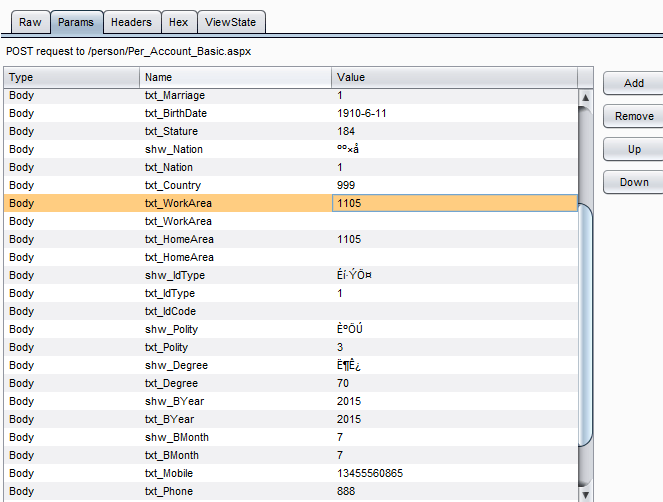 Raw Params Headers Hex ViewState
POST request to /person/Per_Account_Basic.aspx
Type Name Value
Body txt_Marriage 1
Body txt_BirthDate 1910-6-11
Body txt_Stature 184
Body shw_Nation ºº×å
Body txt_Nation 1
Body txt_Country 999
Body txt_WorkArea 1105
Body txt_WorkArea
Body txt_HomeArea 1105
Body txt_HomeArea
Body shw_IdType Éí·ÝÖ¤
Body txt_IdType 1
Body txt_IdCode
Body shw_Polity ÈºÖÚ
Body txt_Polity 3
Body shw_Degree Ë¶Ê¿
Body txt_Degree 70
Body shw_BYear 2015
Body txt_BYear 2015
Body shw_BMonth 7
Body txt_BMonth 7
Body txt_Mobile 13455560865
Body txt_Phone 888
Add
Remove
Up
Down